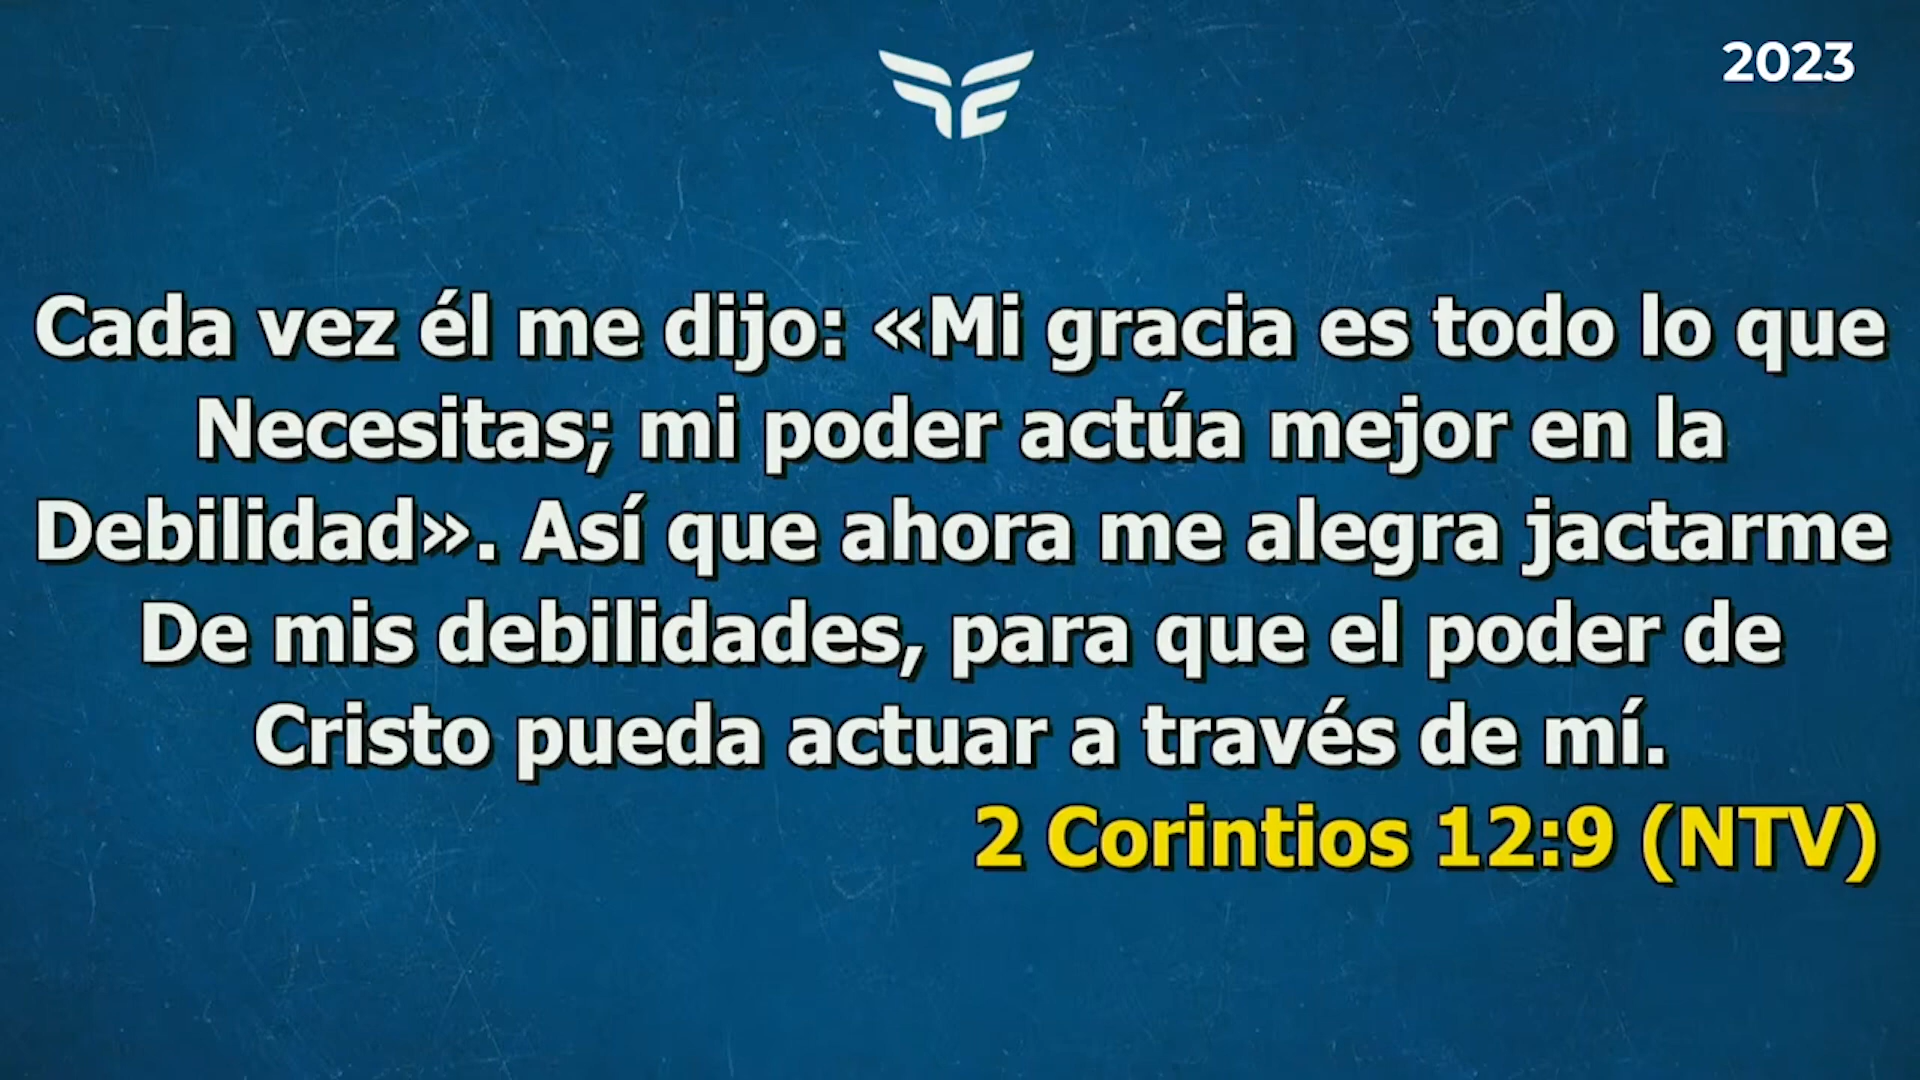 2023
Cada vez él me dijo: «Mi gracia es todo lo que
Necesitas; mi poder actúa mejor en la
Debilidad». Así que ahora me alegra jactarme
De mis debilidades, para que el poder de
Cristo pueda actuar a través de mí.
2 Corintios 12:9 (NTV)